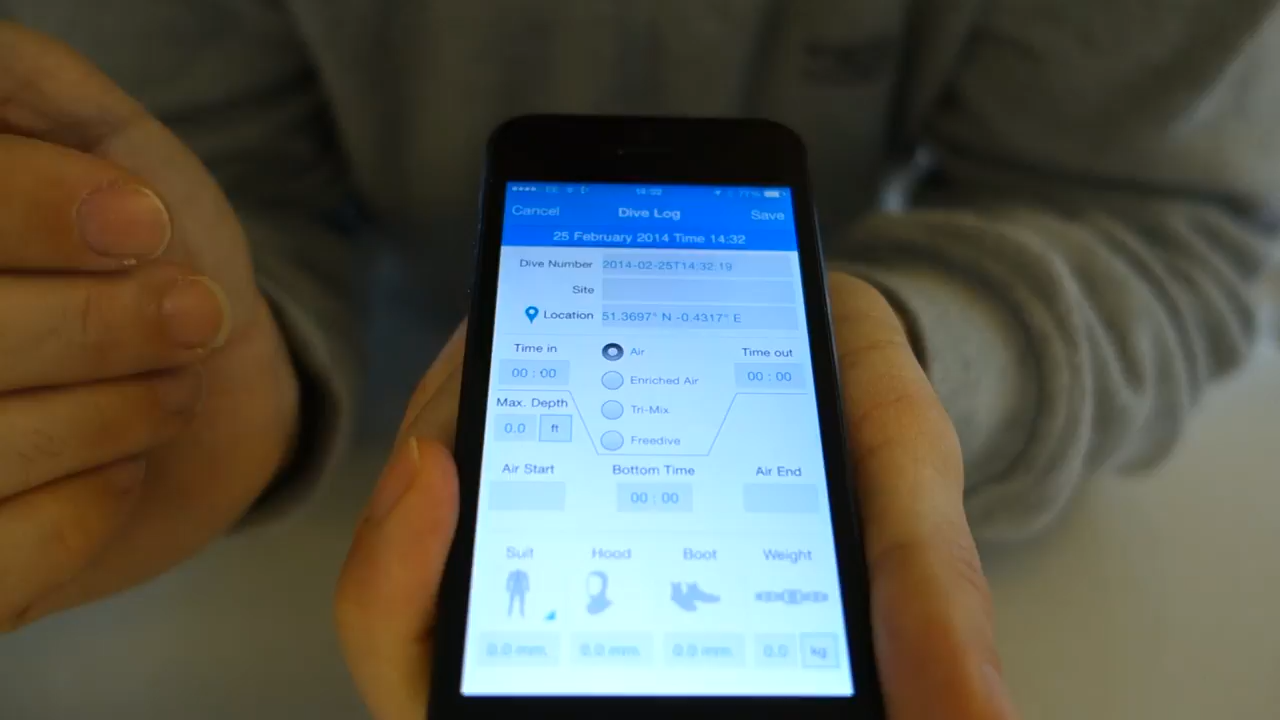 14:32
77%
Cancel Dive Log Save
25 February 2014 Time 14:32
Dive Number 2014-02-25T14:32:19
Site
Location 51.3697° N -0.4317° E
Time in Air Time out
00 : 00 Enriched Air 00 : 00
Max. Depth Tri-Mix
0.0 ft Freedive
Air Start Bottom Time Air End
00 : 00
Suit Hood Boot Weight
0.0 mm. 0.0 mm. 0.0 mm. 0.0 kg